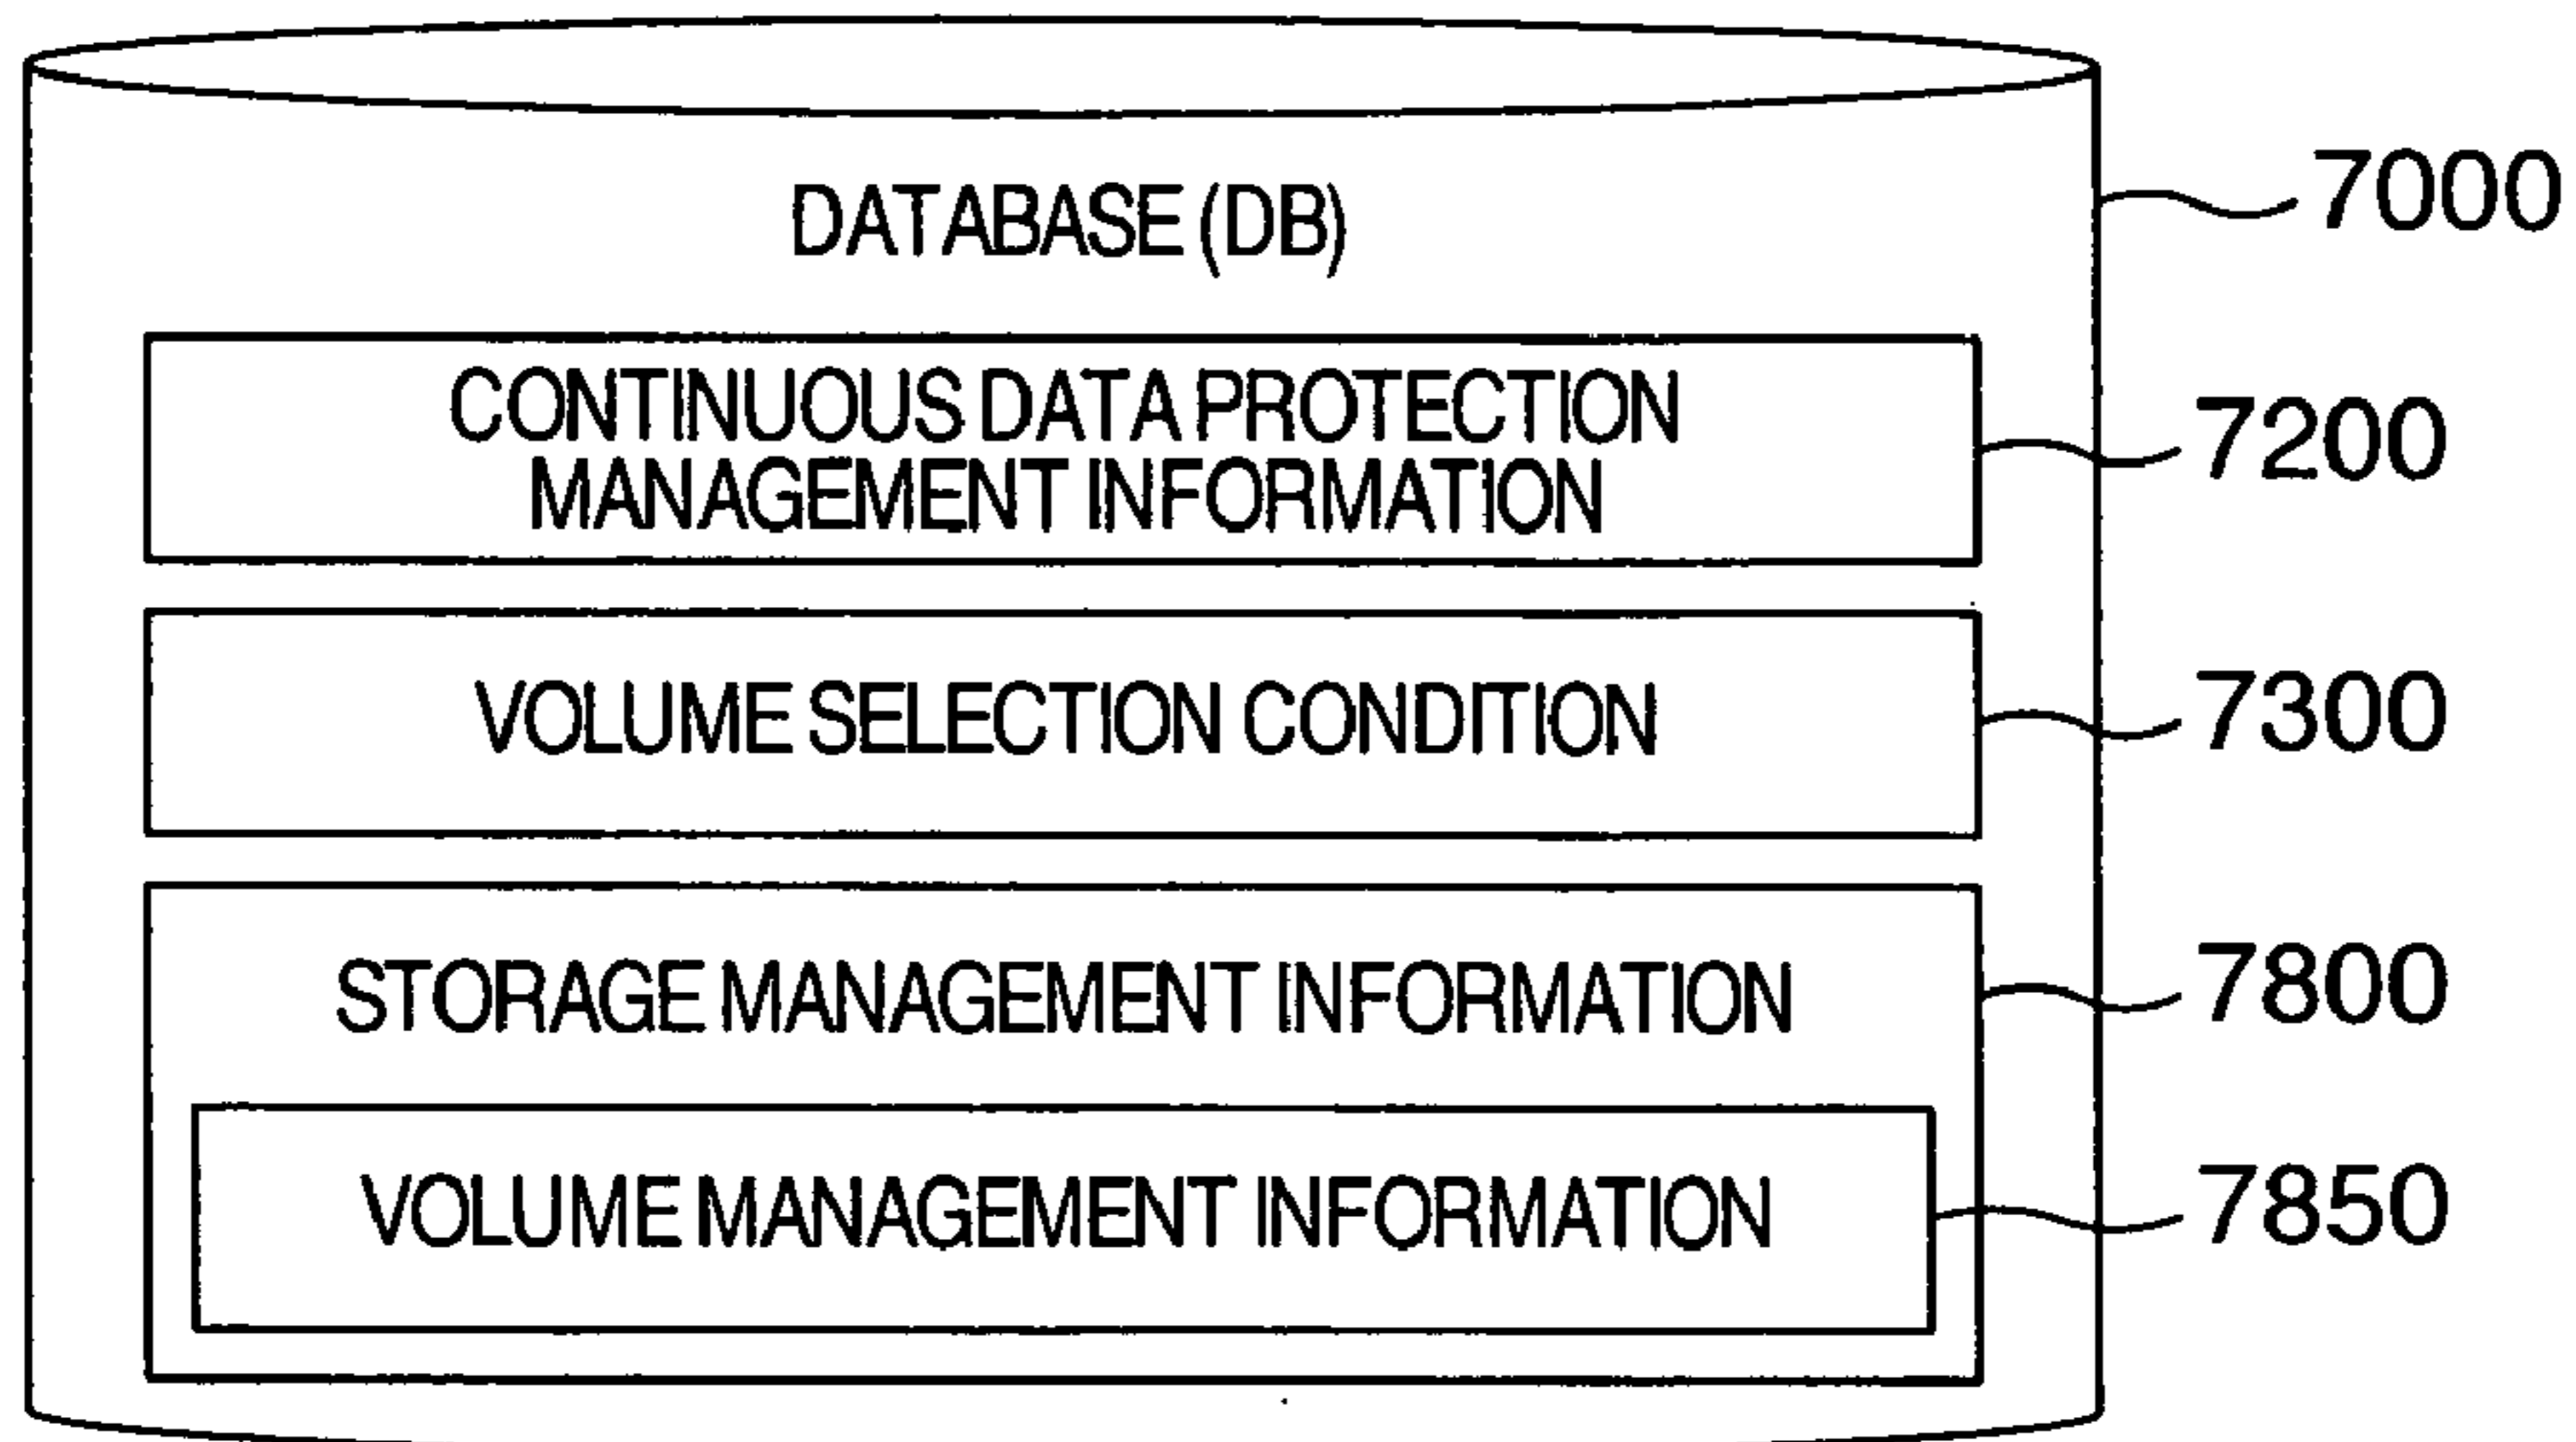 DATABASE (DB)
7000
CONTINUOUS DATA PROTECTION
MANAGEMENT INFORMATION
7200
VOLUME SELECTION CONDITION
7300
STORAGE MANAGEMENT INFORMATION
7800
VOLUME MANAGEMENT INFORMATION
7850